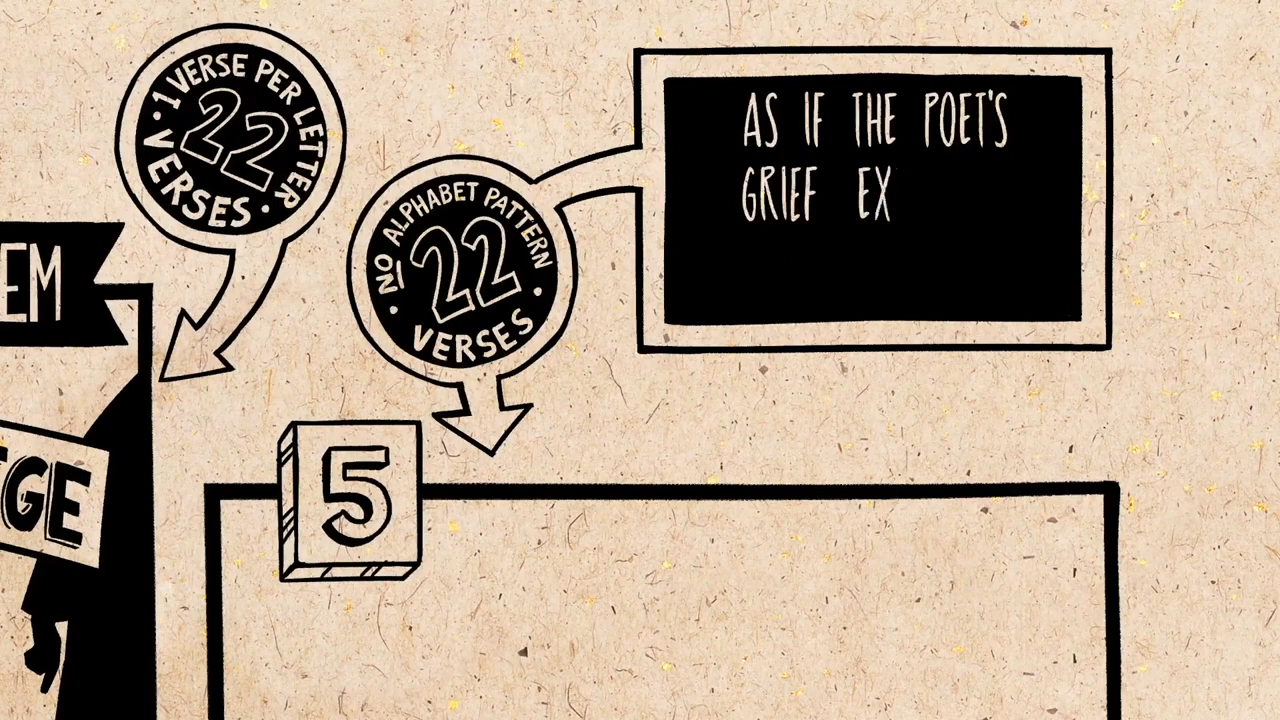 1 VERSE PER LETTER
22
VERSES
NO ALPHABET PATTERN
22
VERSES
AS IF THE POET'S
GRIEF EX
EM
GE
5